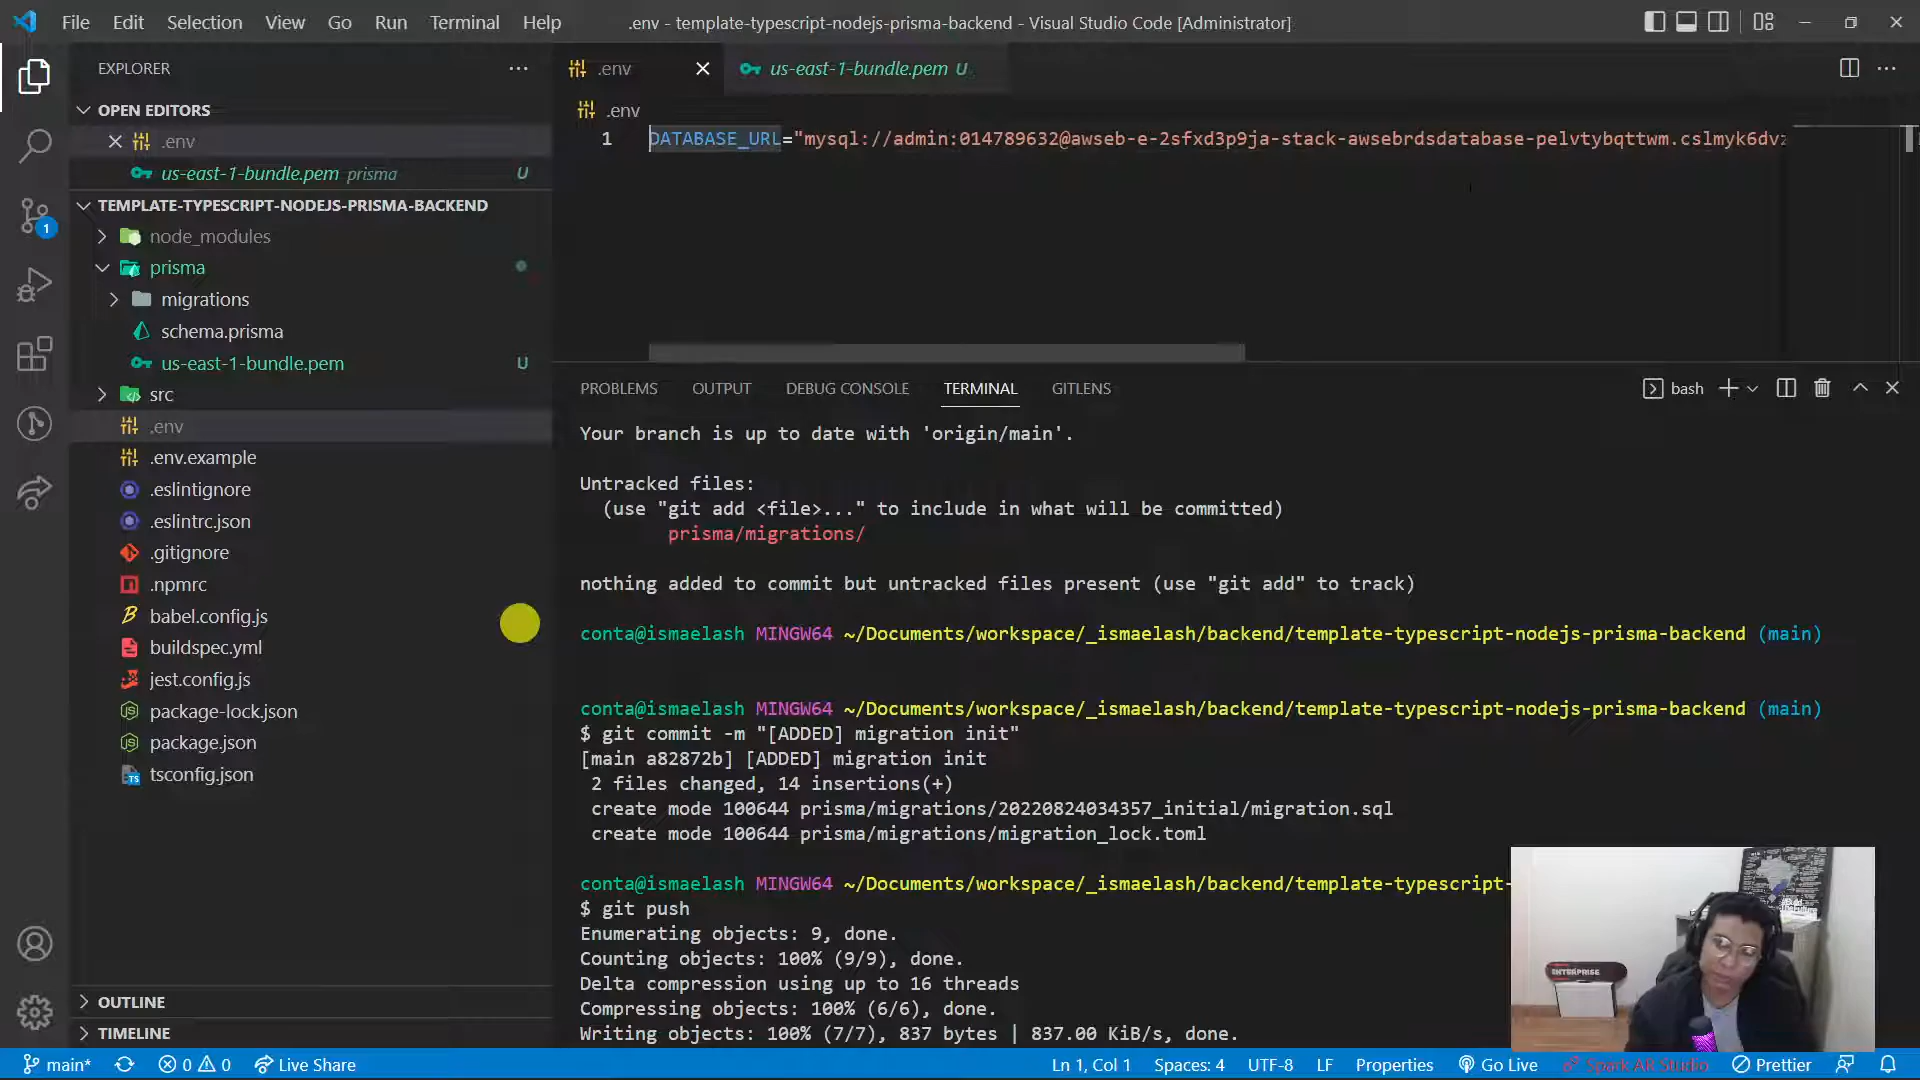 File Edit Selection View Go Run Terminal Help
.env - template-typescript-nodejs-prisma-backend - Visual Studio Code [Administrator]
EXPLORER
OPEN EDITORS
.env
us-east-1-bundle.pem prisma U
TEMPLATE-TYPESCRIPT-NODEJS-PRISMA-BACKEND
node_modules
prisma
migrations
schema.prisma
us-east-1-bundle.pem U
src
.env
.env.example
.eslintignore
.eslintrc.json
.gitignore
.npmrc
babel.config.js
buildspec.yml
jest.config.js
package-lock.json
package.json
tsconfig.json
OUTLINE
TIMELINE
1
.env
us-east-1-bundle.pem U
.env
1 DATABASE_URL="mysql://admin:014789632@awseb-e-2sfxd3p9ja-stack-awsebrdsdatabase-pelvtybqttwm.cslmyk6dvz
PROBLEMS OUTPUT DEBUG CONSOLE TERMINAL GITLENS
bash
Your branch is up to date with 'origin/main'.
Untracked files:
(use "git add <file>..." to include in what will be committed)
prisma/migrations/
nothing added to commit but untracked files present (use "git add" to track)
conta@ismaelash MINGW64 ~/Documents/workspace/_ismaelash/backend/template-typescript-nodejs-prisma-backend (main)
conta@ismaelash MINGW64 ~/Documents/workspace/_ismaelash/backend/template-typescript-nodejs-prisma-backend (main)
$ git commit -m "[ADDED] migration init"
[main a82872b] [ADDED] migration init
2 files changed, 14 insertions(+)
create mode 100644 prisma/migrations/20220824034357_initial/migration.sql
create mode 100644 prisma/migrations/migration_lock.toml
conta@ismaelash MINGW64 ~/Documents/workspace/_ismaelash/backend/template-typescript-
$ git push
Enumerating objects: 9, done.
Counting objects: 100% (9/9), done.
Delta compression using up to 16 threads
Compressing objects: 100% (6/6), done.
Writing objects: 100% (7/7), 837 bytes | 837.00 KiB/s, done.
ENTERPRISE
main* 0 0 Live Share
Ln 1, Col 1 Spaces: 4 UTF-8 LF Properties Go Live Spark AR Studio Prettier